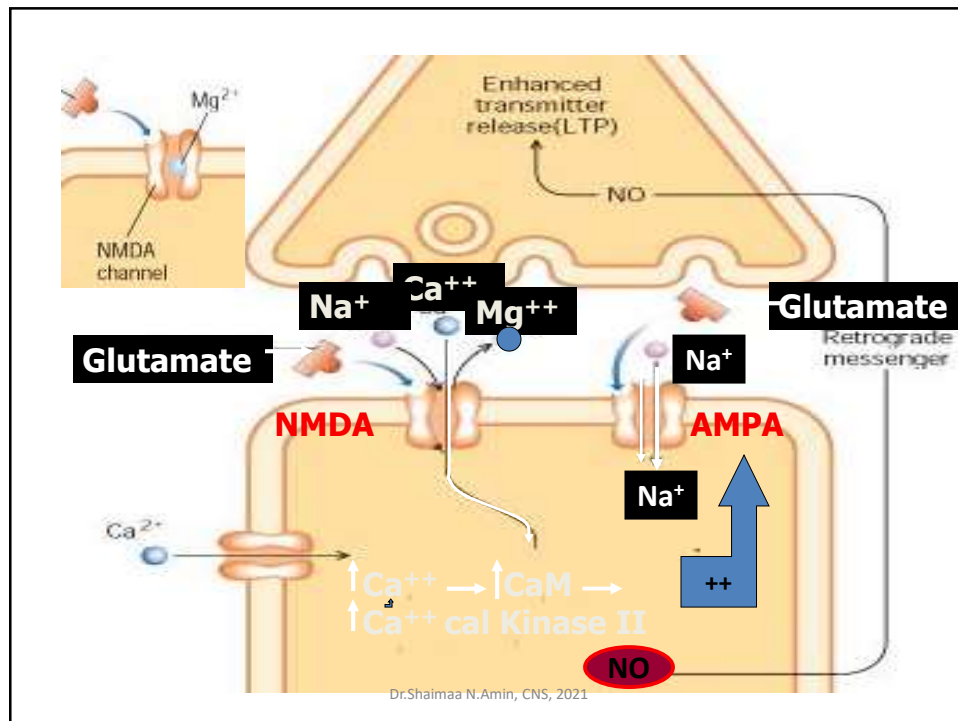 Mg²⁺
NMDA
channel
Enhanced
transmitter
release(LTP)
NO
Na⁺
Ca⁺⁺
Mg⁺⁺
Glutamate
Glutamate
Retrograde
messenger
Na⁺
NMDA
AMPA
Na⁺
Ca²⁺
↑Ca⁺⁺ → ↑CaM →
↑Ca⁺⁺ cal Kinase II
++
NO
Dr.Shaimaa N.Amin, CNS, 2021